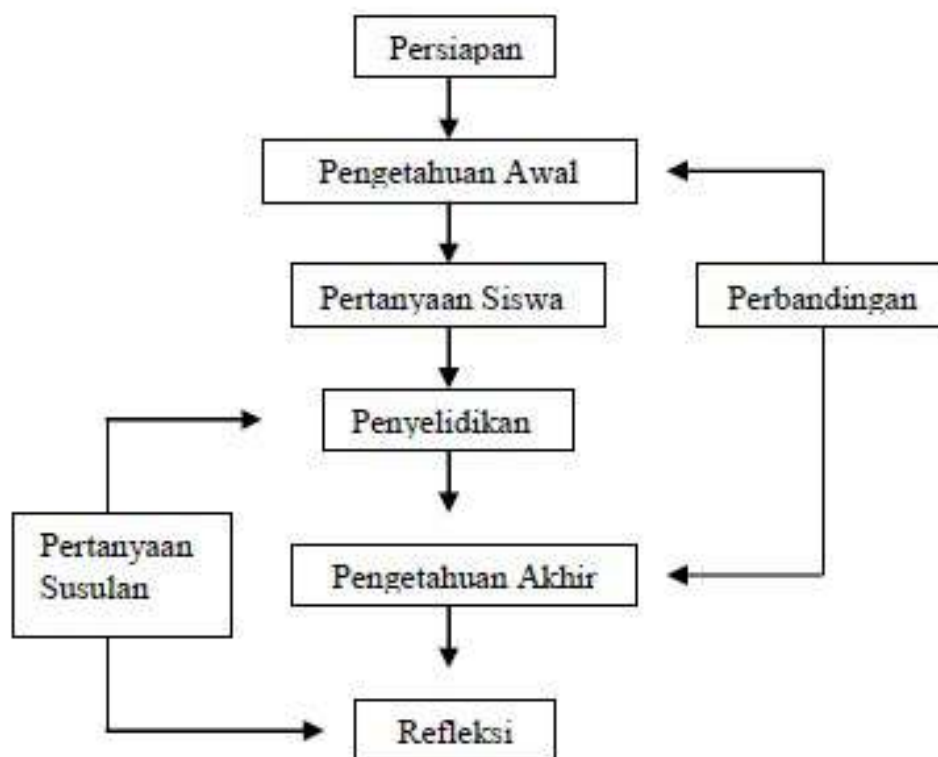 Persiapan
Pengetahuan Awal
Pertanyaan Siswa
Perbandingan
Penyelidikan
Pertanyaan
Susulan
Pengetahuan Akhir
Refleksi